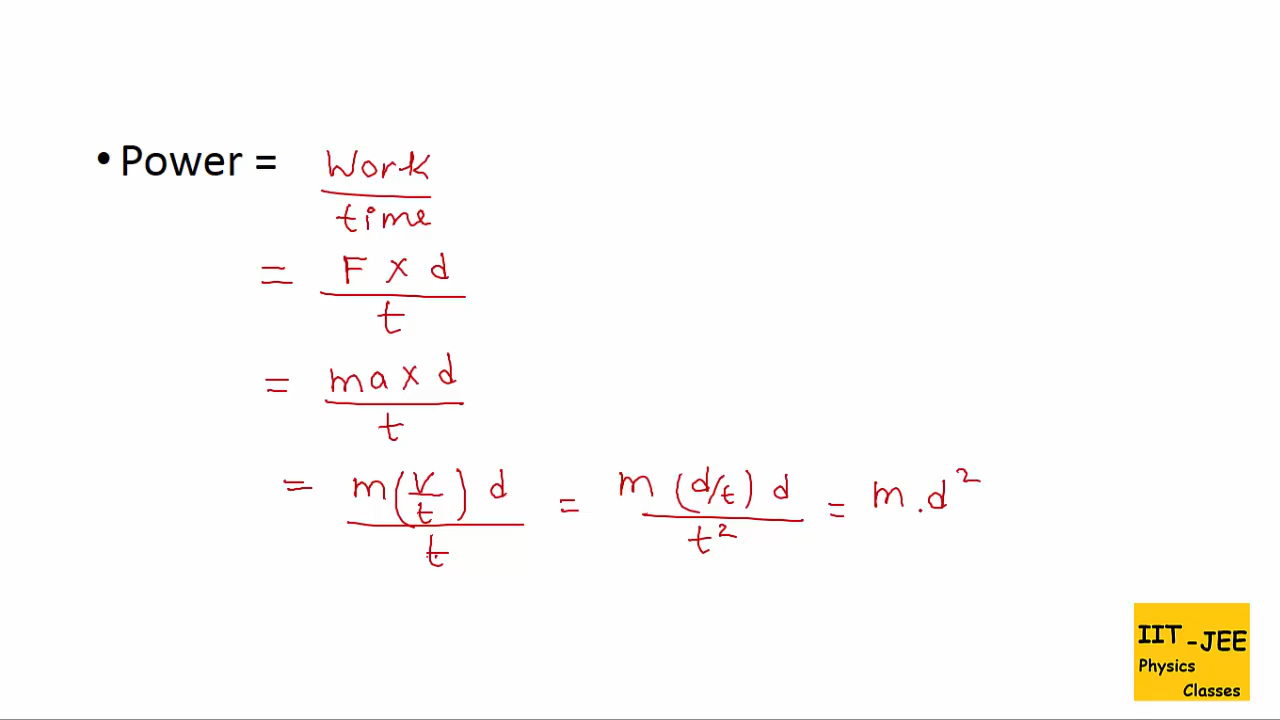 • Power = Work / time
= F x d / t
= ma x d / t
= m(V/t) d / t = m (d/t) d / t² = m.d²
IIT-JEE
Physics
Classes